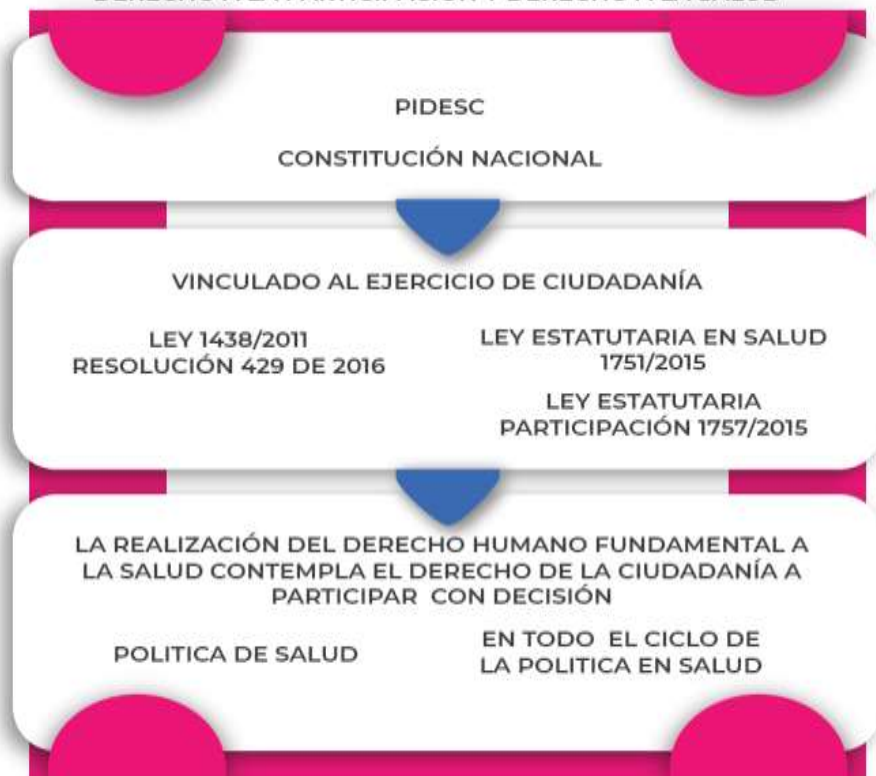 PIDESC
CONSTITUCIÓN NACIONAL
VINCULADO AL EJERCICIO DE CIUDADANÍA
LEY 1438/2011
RESOLUCIÓN 429 DE 2016
LEY ESTATUTARIA EN SALUD
1751/2015
LEY ESTATUTARIA
PARTICIPACIÓN 1757/2015
LA REALIZACIÓN DEL DERECHO HUMANO FUNDAMENTAL A
LA SALUD CONTEMPLA EL DERECHO DE LA CIUDADANÍA A
PARTICIPAR CON DECISIÓN
POLITICA DE SALUD
EN TODO EL CICLO DE
LA POLITICA EN SALUD